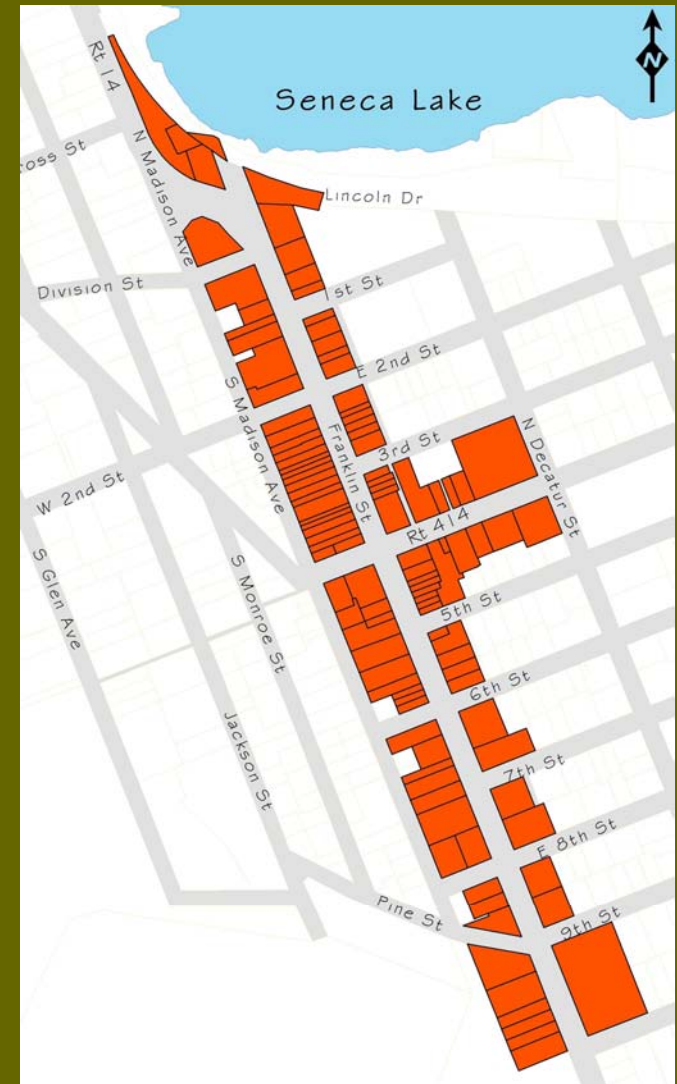 Rt 14
N
Seneca Lake
oss St
N Madison Ave
Lincoln Dr
Division St
1st St
E 2nd St
S Madison Ave
Franklin St
3rd St
N Decatur St
W 2nd St
Rt 414
S Glen Ave
S Monroe St
5th St
6th St
Jackson St
7th St
E 8th St
Pine St
9th St